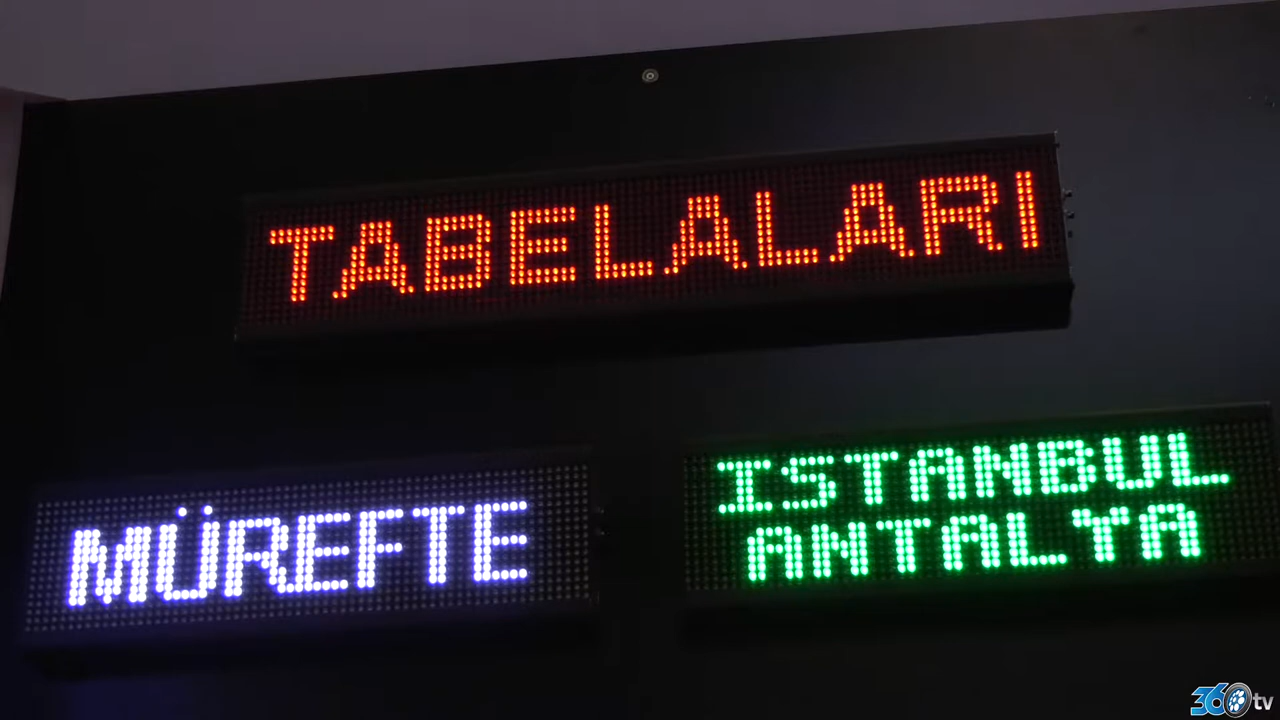 TABELALARI
MÜREFTE
ISTANBUL
ANTALYA
360tv